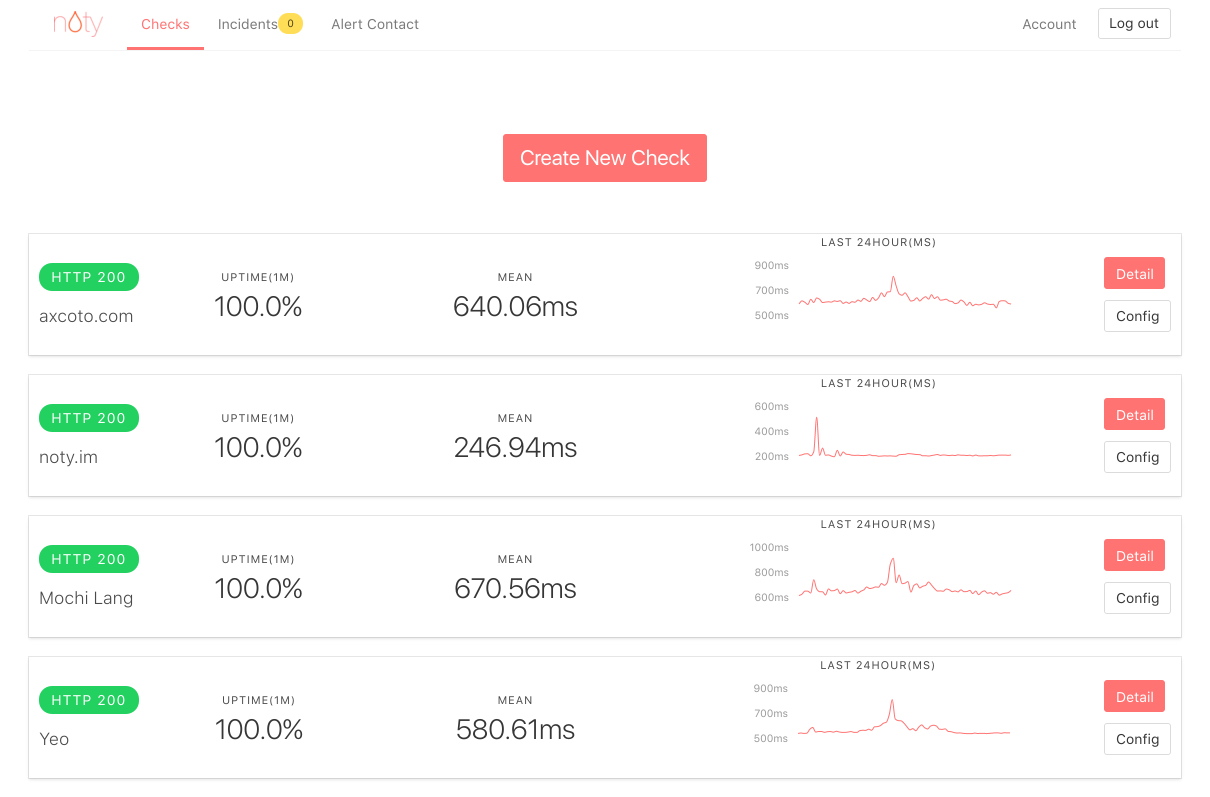 noty Checks Incidents 0 Alert Contact Account Log out
Create New Check
LAST 24HOUR(MS)
HTTP 200 UPTIME(1M) MEAN 900ms Detail
axcoto.com 100.0% 640.06ms 700ms Config
500ms
LAST 24HOUR(MS)
HTTP 200 UPTIME(1M) MEAN 600ms Detail
noty.im 100.0% 246.94ms 400ms Config
200ms
LAST 24HOUR(MS)
HTTP 200 UPTIME(1M) MEAN 1000ms Detail
Mochi Lang 100.0% 670.56ms 800ms Config
600ms
LAST 24HOUR(MS)
HTTP 200 UPTIME(1M) MEAN 900ms Detail
Yeo 100.0% 580.61ms 700ms Config
500ms